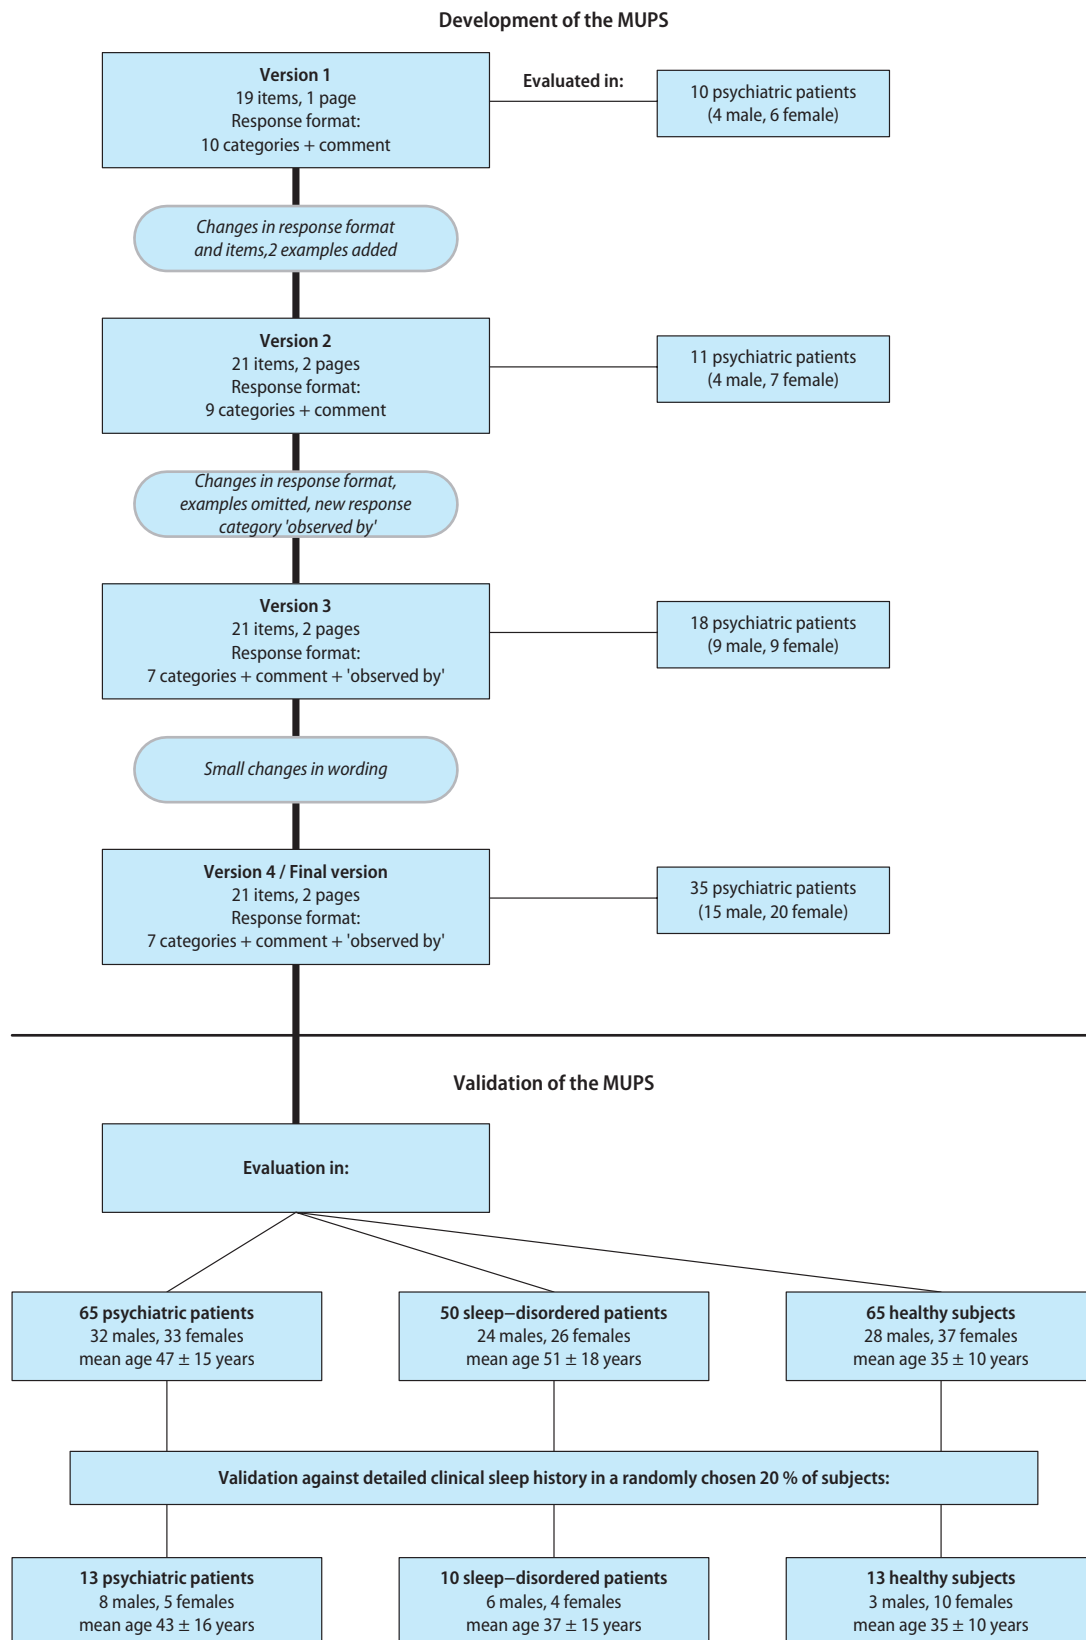 Development of the MUPS
Version 1
19 items, 1 page
Response format:
10 categories + comment
Evaluated in:
10 psychiatric patients
(4 male, 6 female)
Changes in response format
and items,2 examples added
Version 2
21 items, 2 pages
Response format:
9 categories + comment
11 psychiatric patients
(4 male, 7 female)
Changes in response format,
examples omitted, new response
category 'observed by'
Version 3
21 items, 2 pages
Response format:
7 categories + comment + 'observed by'
18 psychiatric patients
(9 male, 9 female)
Small changes in wording
Version 4 / Final version
21 items, 2 pages
Response format:
7 categories + comment + 'observed by'
35 psychiatric patients
(15 male, 20 female)
Validation of the MUPS
Evaluation in:
65 psychiatric patients
32 males, 33 females
mean age 47 ± 15 years
50 sleep–disordered patients
24 males, 26 females
mean age 51 ± 18 years
65 healthy subjects
28 males, 37 females
mean age 35 ± 10 years
Validation against detailed clinical sleep history in a randomly chosen 20 % of subjects:
13 psychiatric patients
8 males, 5 females
mean age 43 ± 16 years
10 sleep–disordered patients
6 males, 4 females
mean age 37 ± 15 years
13 healthy subjects
3 males, 10 females
mean age 35 ± 10 years